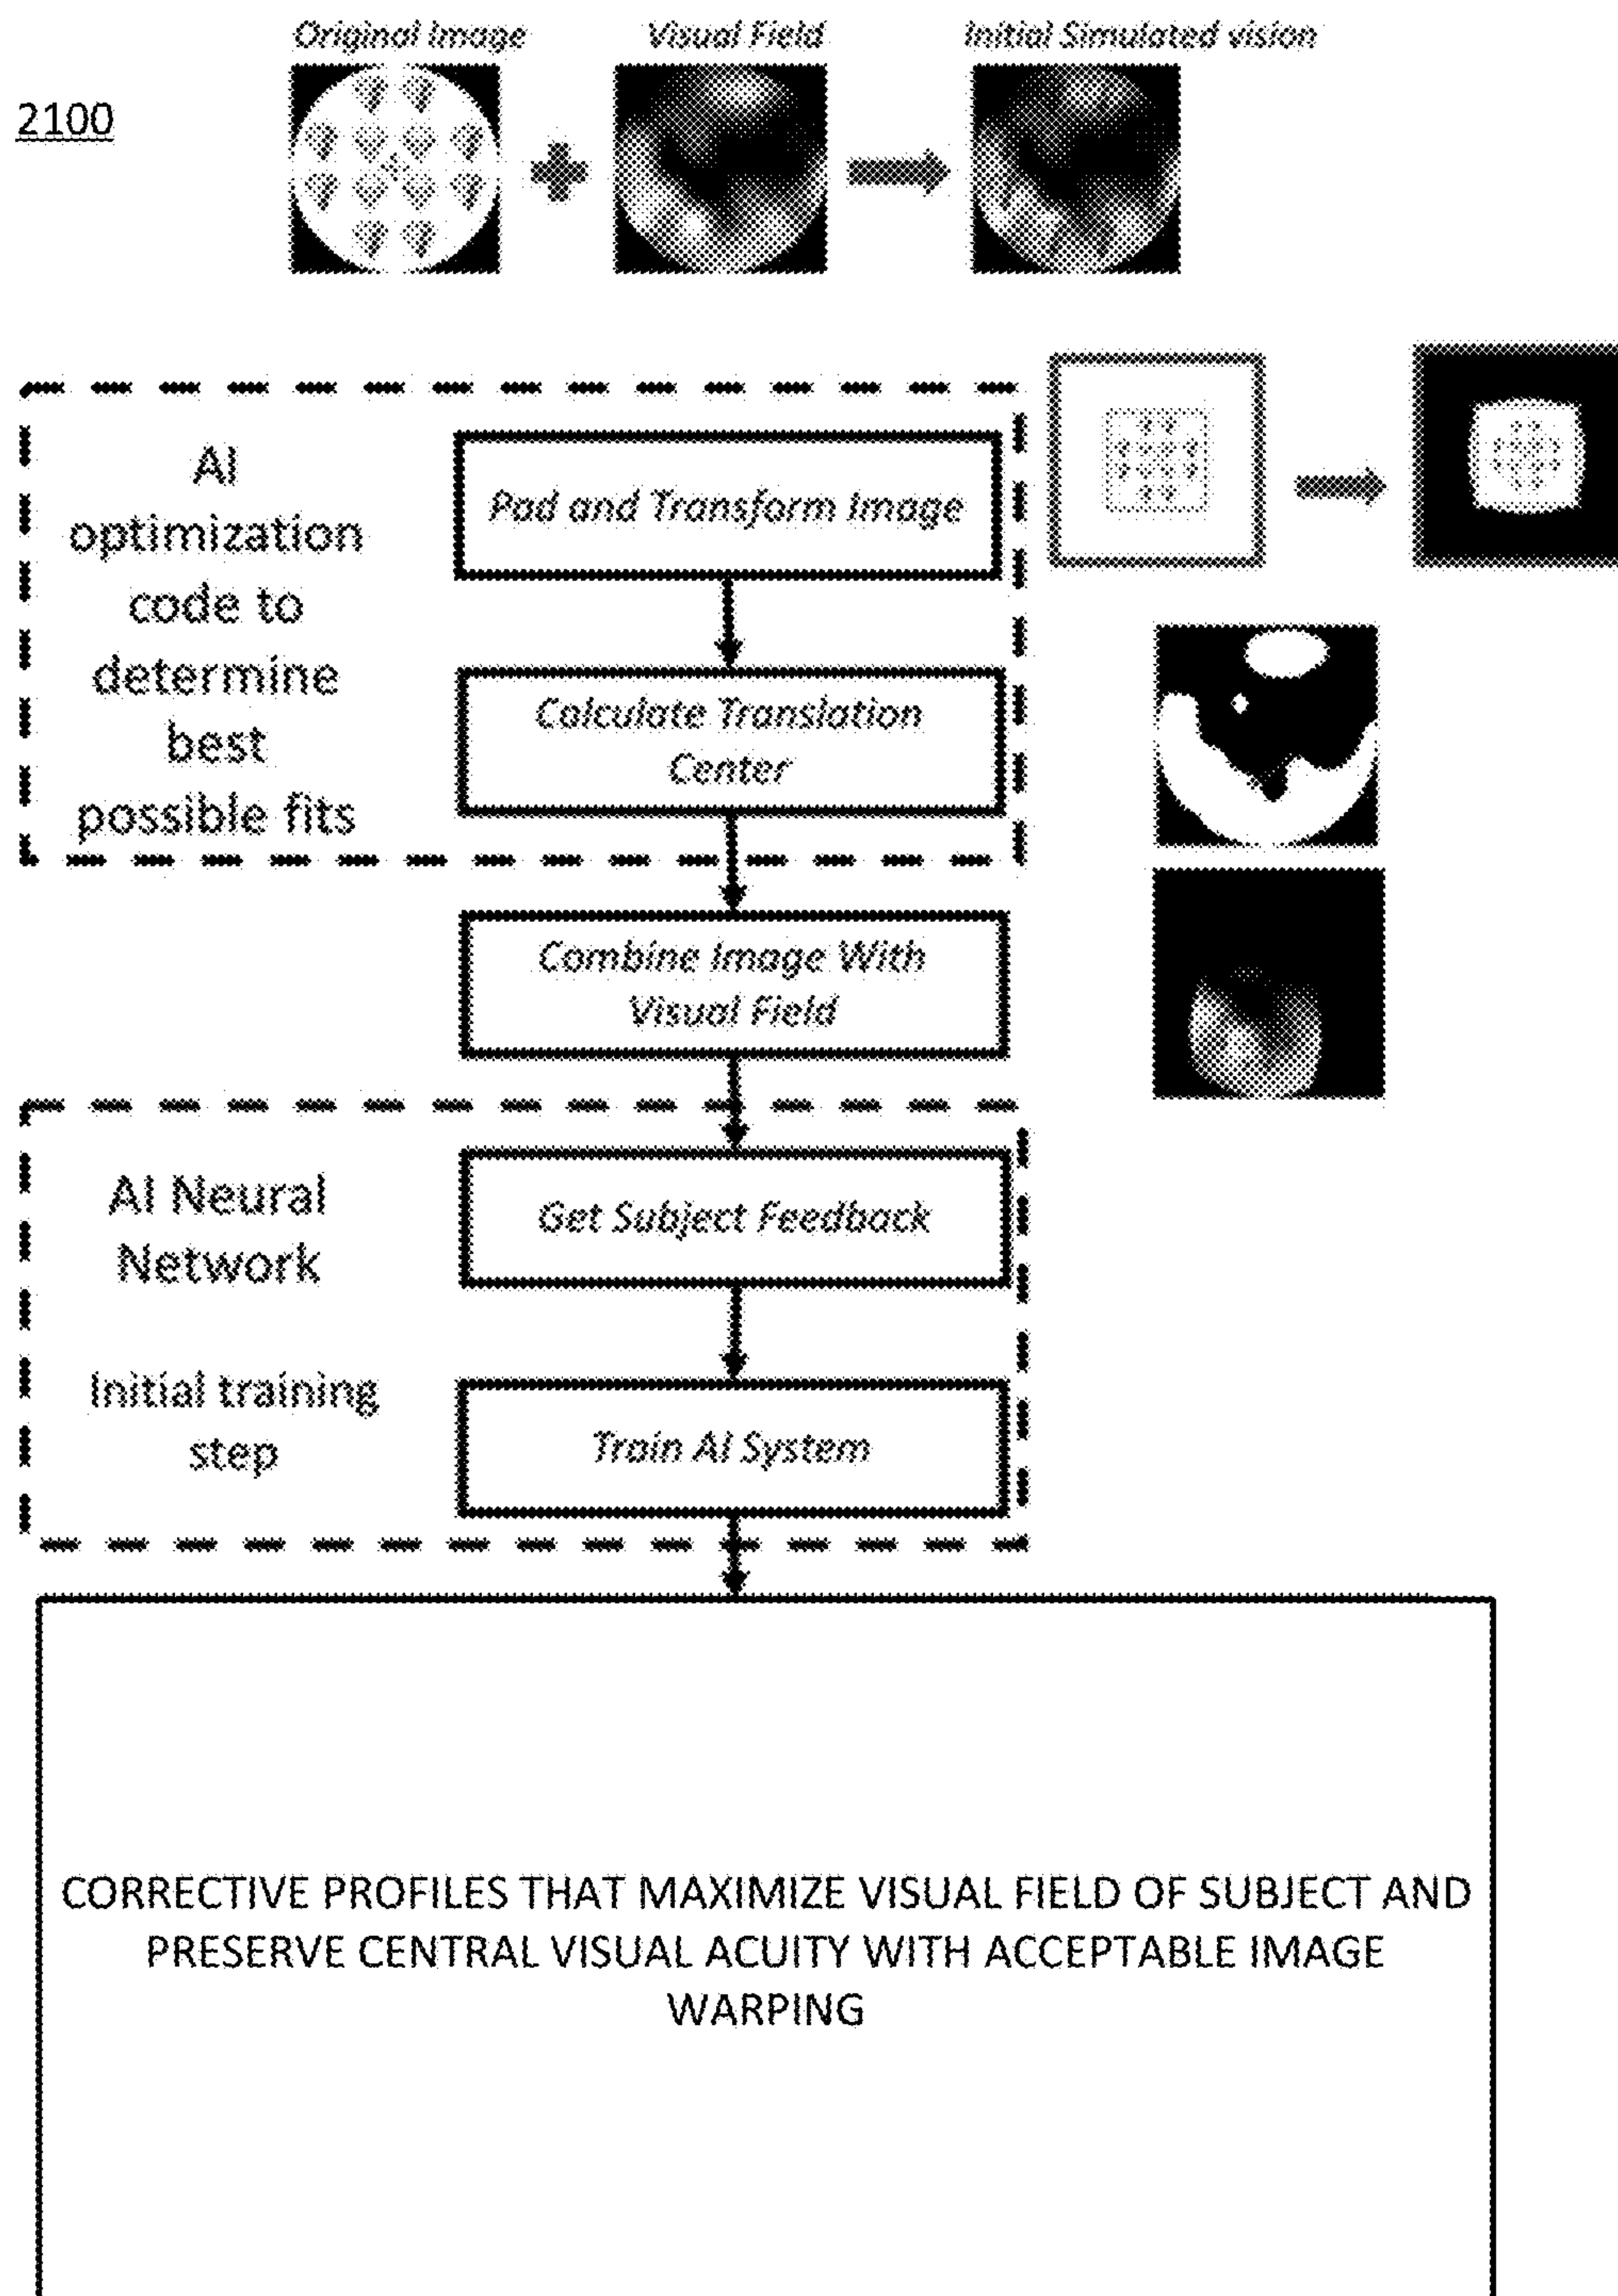 Original Image
Visual Field
Initial Simulated vision
2100
AI
optimization
code to
determine
best
possible fits
Pad and Transform Image
Calculate Translation
Center
Combine Image With
Visual Field
AI Neural
Network
Initial training
step
Get Subject Feedback
Train AI System
CORRECTIVE PROFILES THAT MAXIMIZE VISUAL FIELD OF SUBJECT AND
PRESERVE CENTRAL VISUAL ACUITY WITH ACCEPTABLE IMAGE
WARPING